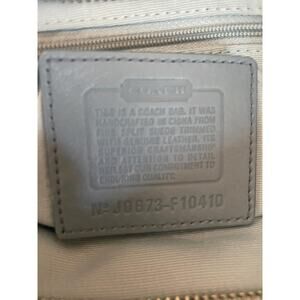 COACH
THIS IS A COACH BAG. IT WAS
HANDCRAFTED IN CHINA FROM
FINE SPLIT SUEDE TRIMMED
WITH GENUINE LEATHER. ITS
SUPERIOR CRAFTSMANSHIP
AND ATTENTION TO DETAIL
REFLECT OUR COMMITMENT TO
ENDURING QUALITY.
Nº J0873-F10410